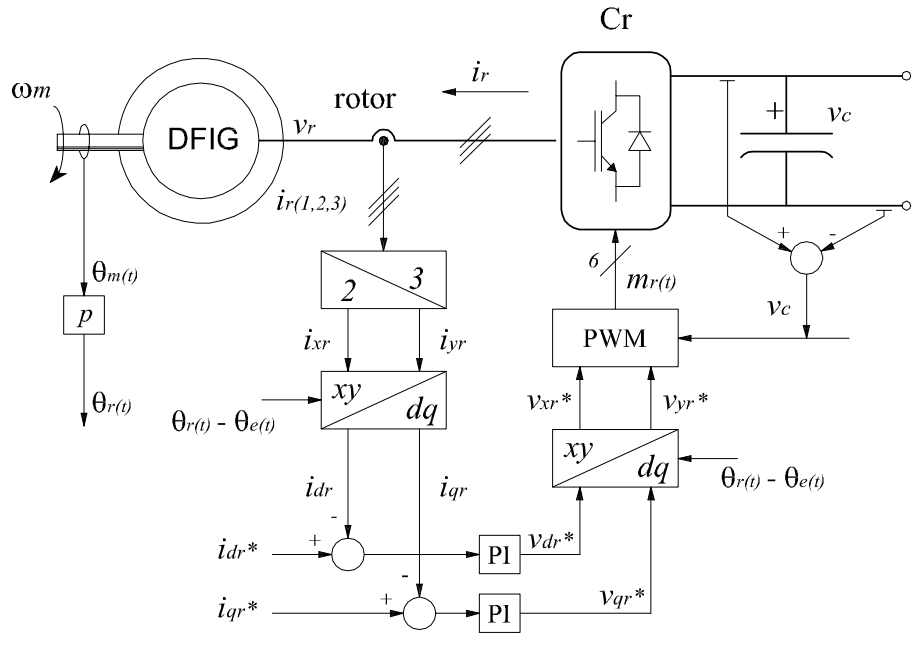 Cr
ωm
DFIG
vr
rotor
ir
+
vc
ir(1,2,3)
+ -
θm(t)
2 3
6
mr(t)
p
vc
ixr iyr
PWM
θr(t)
xy dq
vxr* vyr*
θr(t) - θe(t)
xy dq
θr(t) - θe(t)
idr iqr
-
idr* +
PI
vdr*
-
iqr* +
PI
vqr*